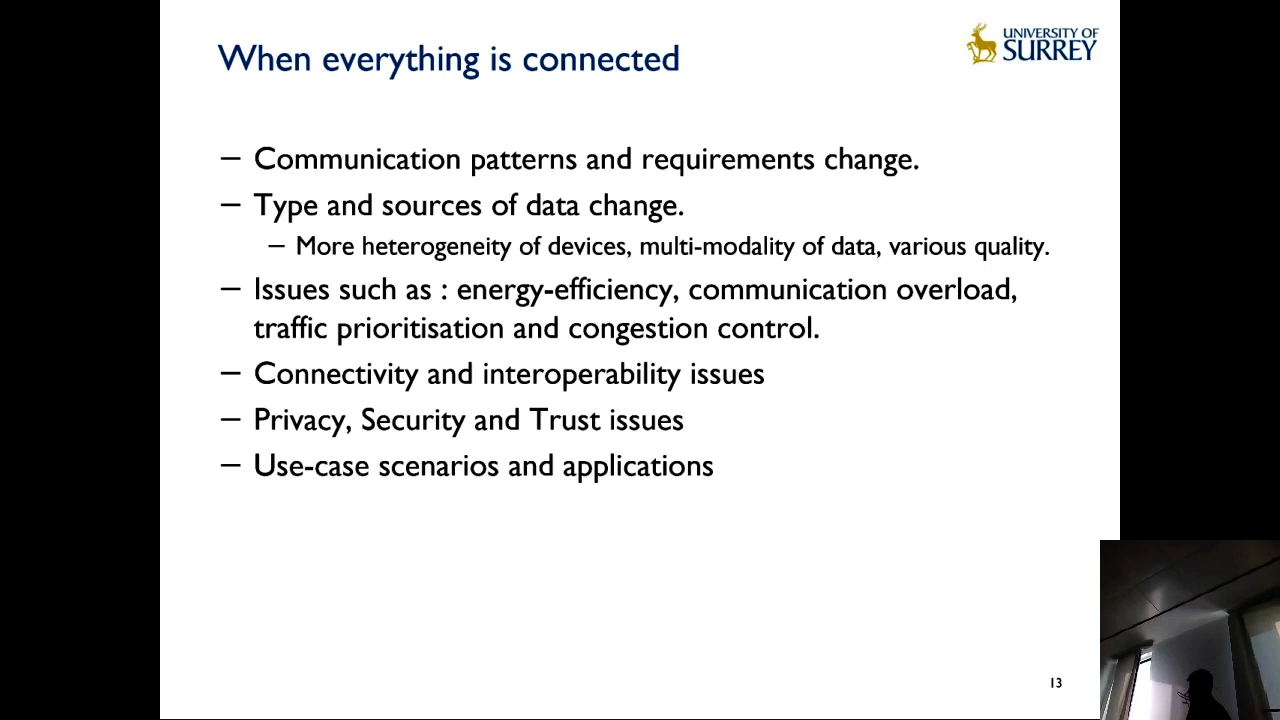 When everything is connected
UNIVERSITY OF
SURREY
– Communication patterns and requirements change.
– Type and sources of data change.
– More heterogeneity of devices, multi-modality of data, various quality.
– Issues such as : energy-efficiency, communication overload,
traffic prioritisation and congestion control.
– Connectivity and interoperability issues
– Privacy, Security and Trust issues
– Use-case scenarios and applications
13